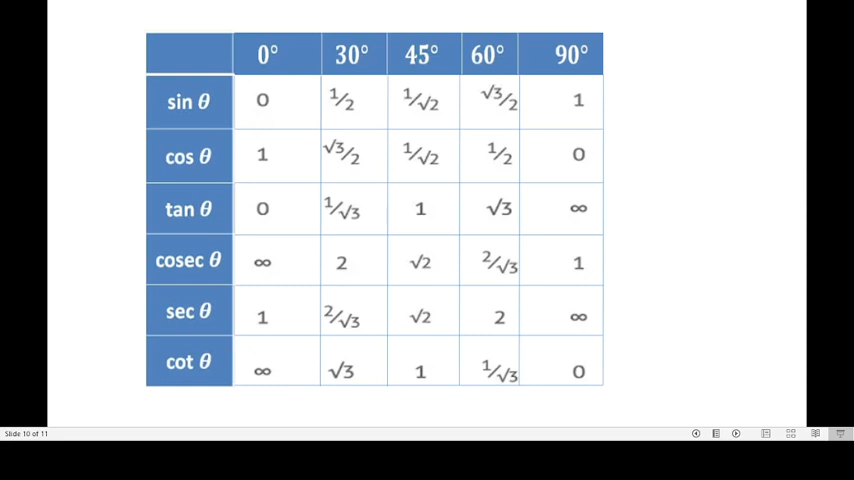 0° 30° 45° 60° 90°
sin θ 0 1/2 1/√2 √3/2 1
cos θ 1 √3/2 1/√2 1/2 0
tan θ 0 1/√3 1 √3 ∞
cosec θ ∞ 2 √2 2/√3 1
sec θ 1 2/√3 √2 2 ∞
cot θ ∞ √3 1 1/√3 0
Slide 10 of 11